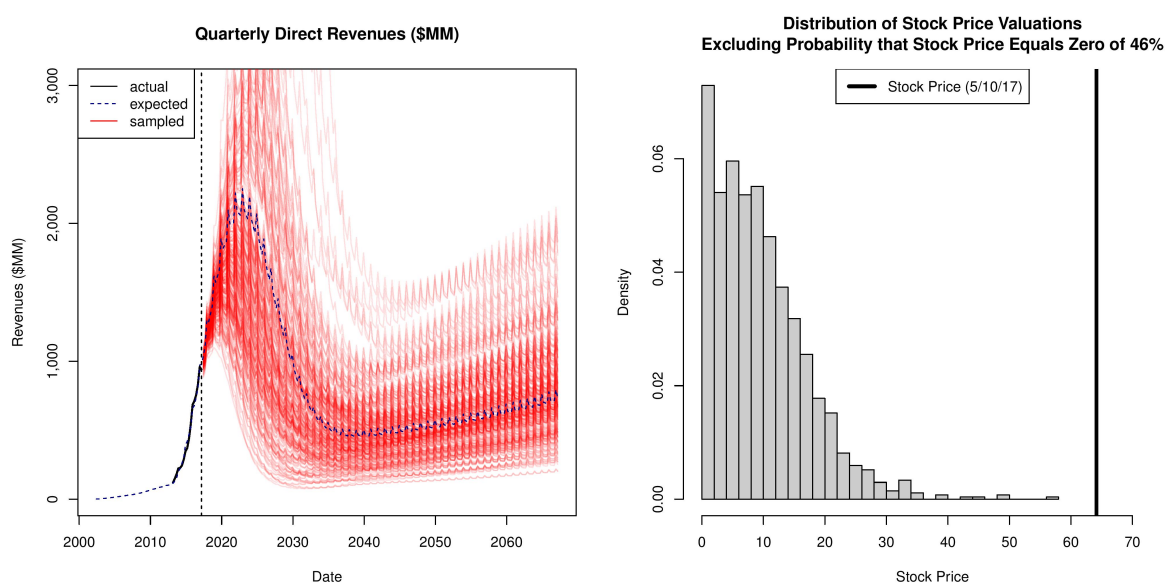 Quarterly Direct Revenues ($MM)
actual
expected
sampled
Revenues ($MM)
3,000
2,000
1,000
0
2000 2010 2020 2030 2040 2050 2060
Date
Distribution of Stock Price Valuations
Excluding Probability that Stock Price Equals Zero of 46%
Stock Price (5/10/17)
Density
0.06
0.04
0.02
0.00
0 10 20 30 40 50 60 70
Stock Price